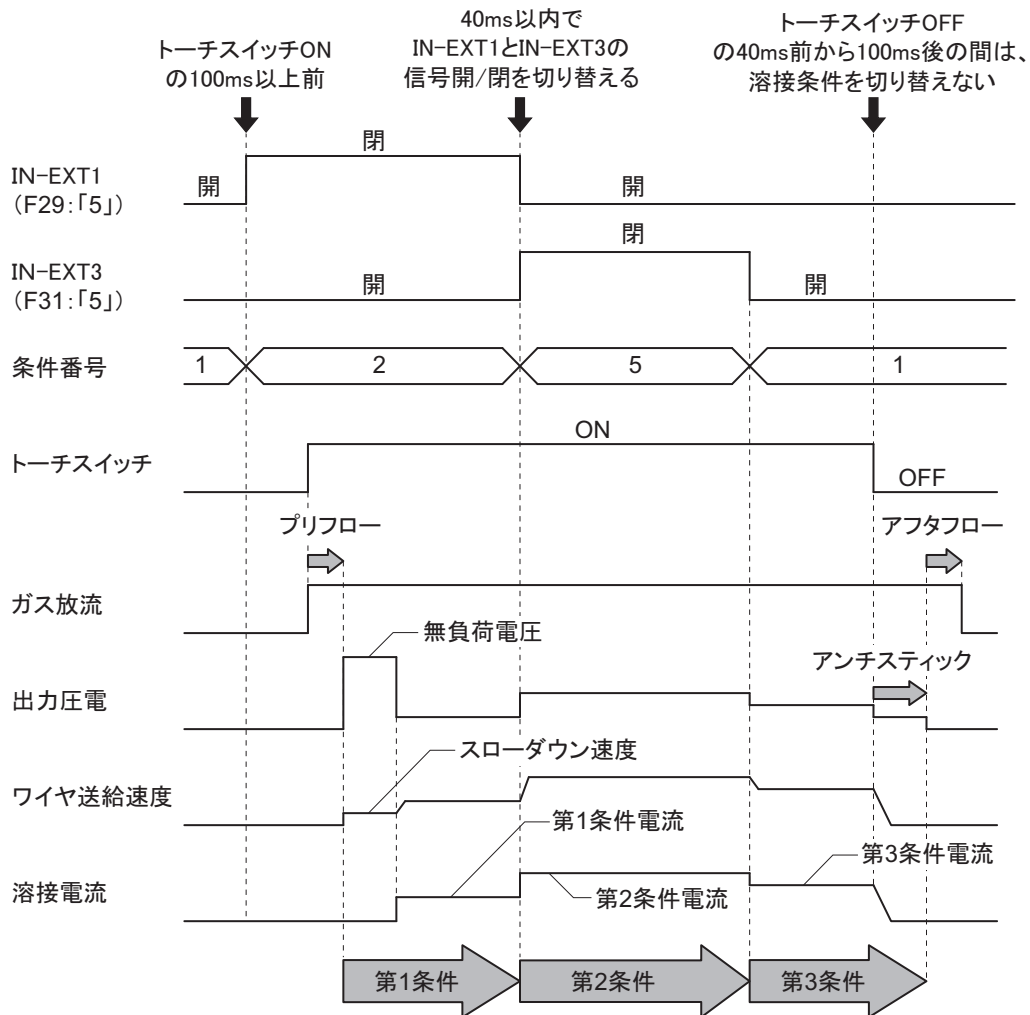 トーチスイッチON
の100ms以上前
40ms以内で
IN-EXT1とIN-EXT3の
信号開/閉を切り替える
トーチスイッチOFF
の40ms前から100ms後の間は、
溶接条件を切り替えない
IN-EXT1
(F29:「5」)
開
閉
開
IN-EXT3
(F31:「5」)
開
閉
開
条件番号
1
2
5
1
トーチスイッチ
ON
OFF
プリフロー
アフタフロー
ガス放流
無負荷電圧
アンチスティック
出力圧電
スローダウン速度
ワイヤ送給速度
第1条件電流
第3条件電流
溶接電流
第2条件電流
第1条件
第2条件
第3条件